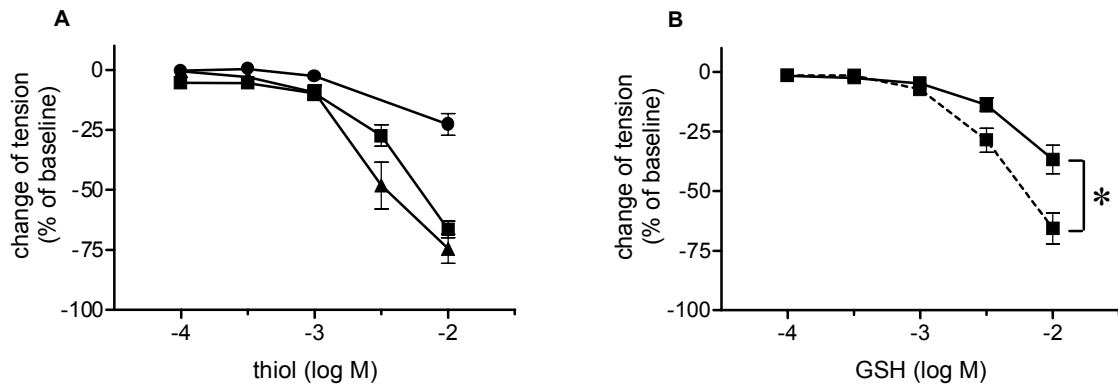 A
change of tension
(% of baseline)
0
-25
-50
-75
-100
-4
-3
-2
thiol (log M)
B
change of tension
(% of baseline)
0
-25
-50
-75
-100
-4
-3
-2
GSH (log M)
*